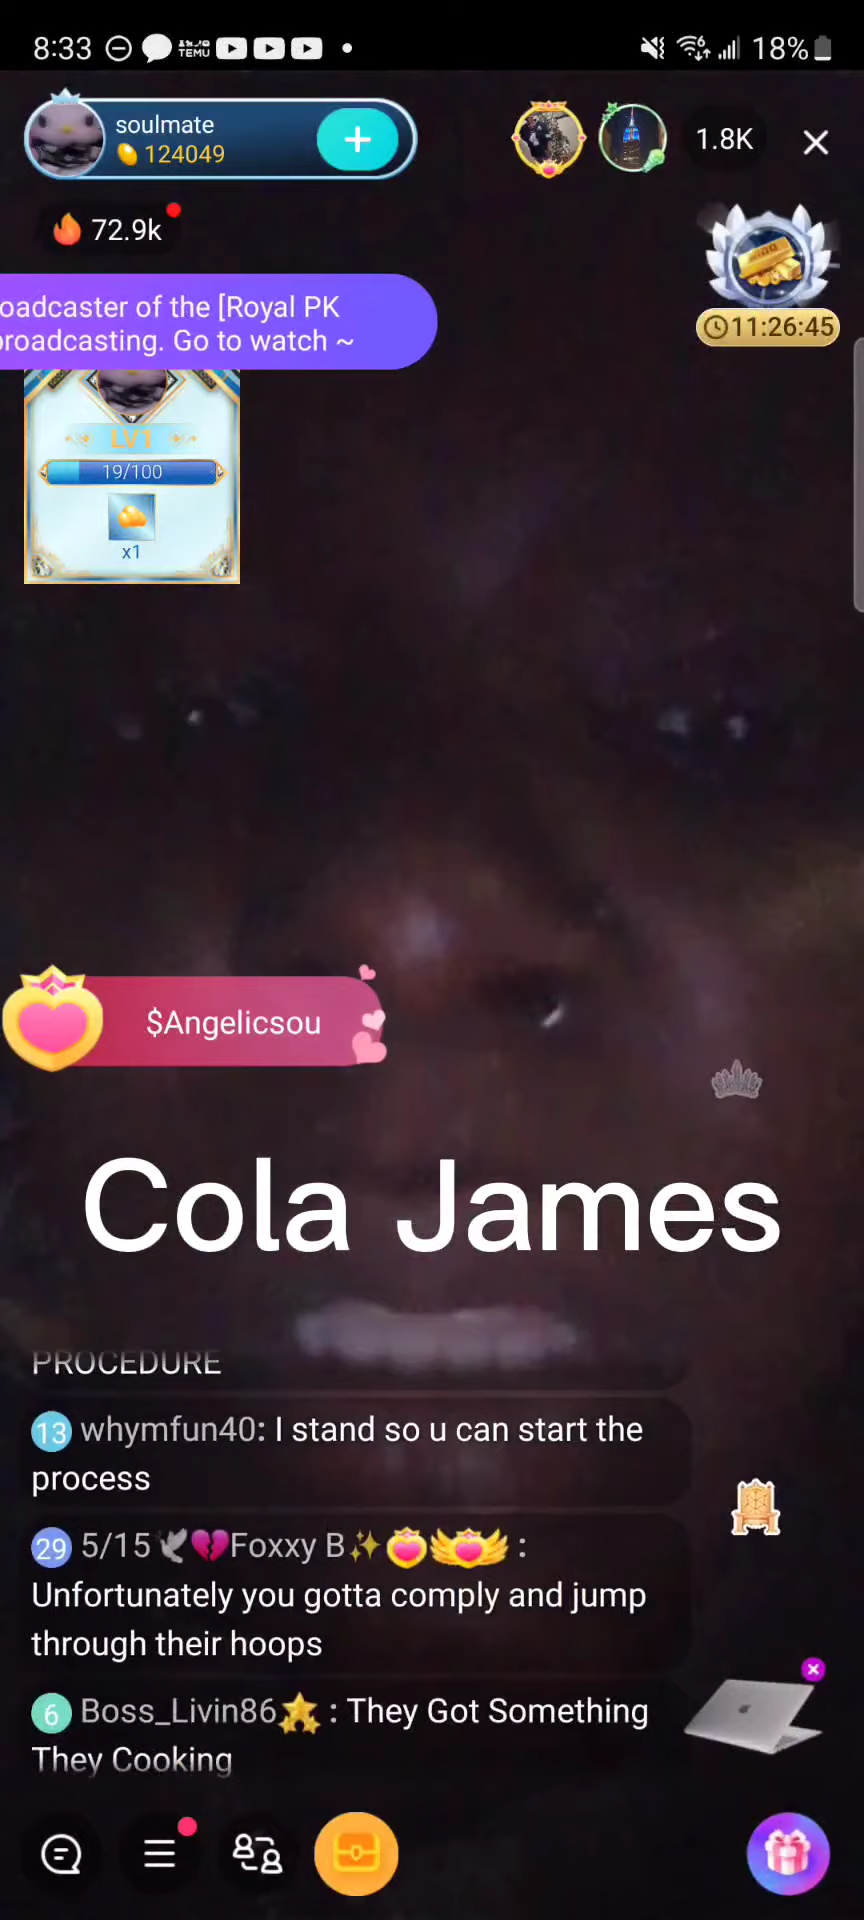 8:33
TEMU
18%
soulmate
124049
1.8K
72.9k
oadcaster of the [Royal PK
broadcasting. Go to watch ~
11:26:45
LV1
19/100
x1
$Angelicsou
Cola James
PROCEDURE
13 whymfun40: I stand so u can start the
process
29 5/15🕊💔Foxxy B✨ :
Unfortunately you gotta comply and jump
through their hoops
6 Boss_Livin86 : They Got Something
They Cooking